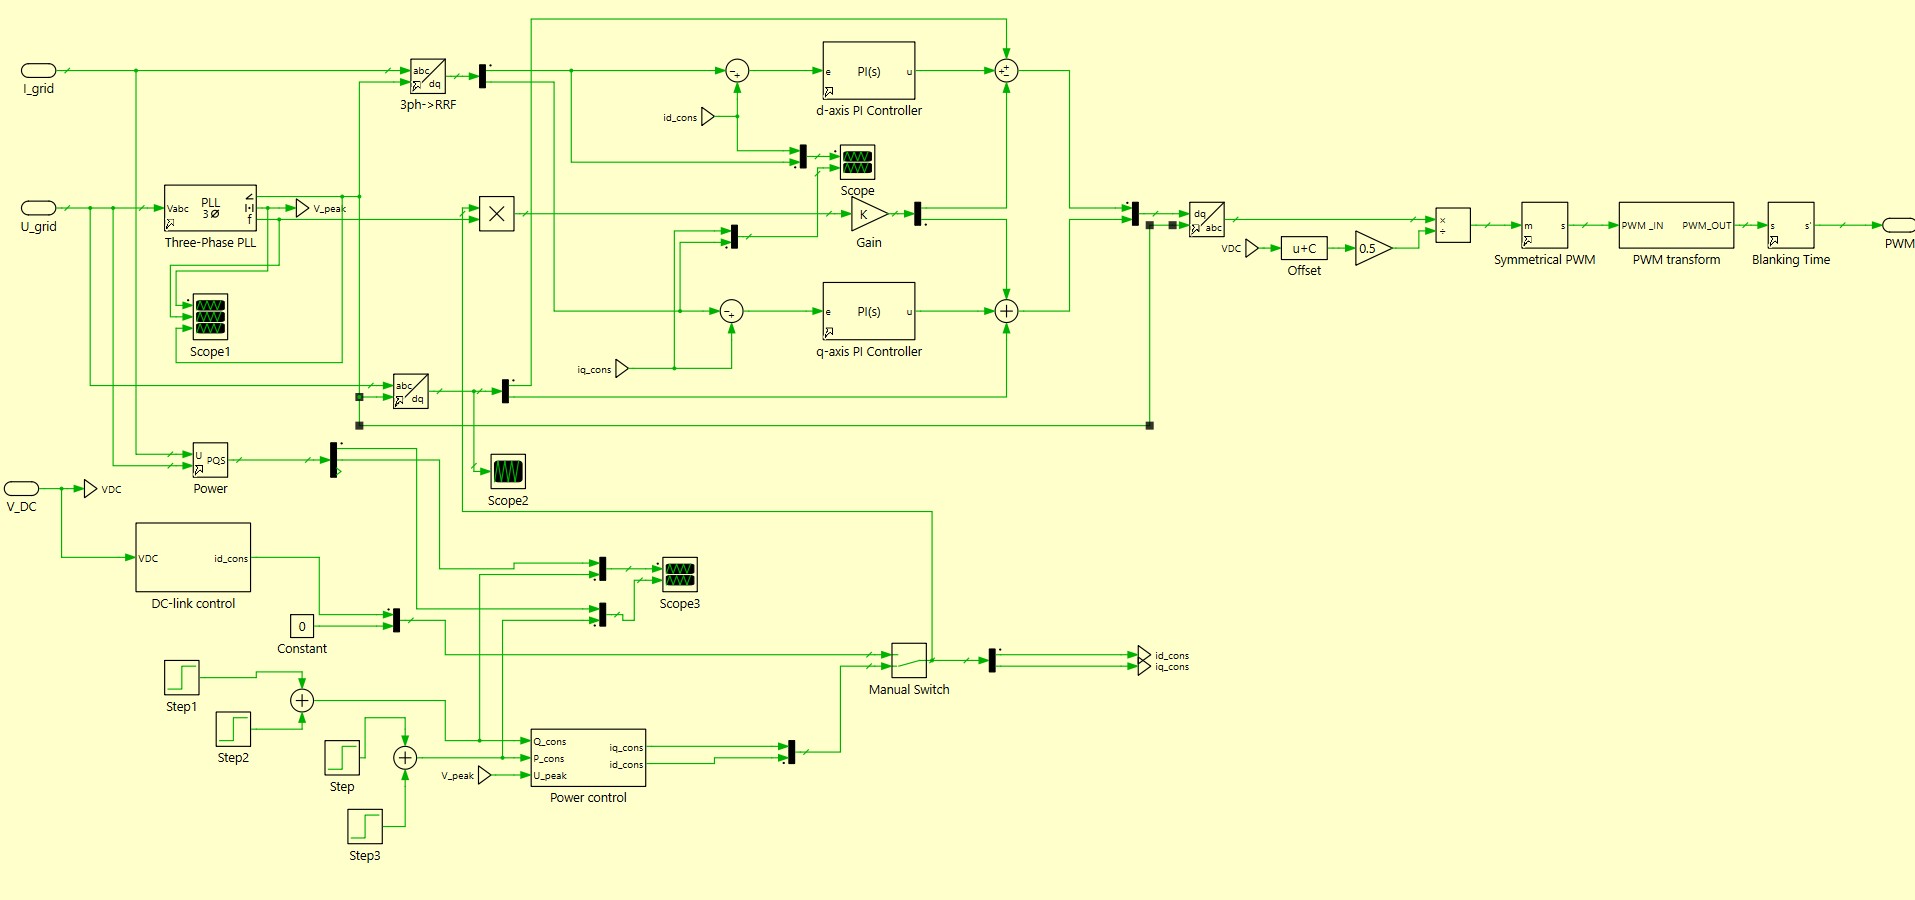 I_grid
abc
dq
3ph->RRF
e
PI(s)
u
d-axis PI Controller
id_cons
Scope
U_grid
Vabc
PLL
3Ø
f
V_peak
Three-Phase PLL
K
Gain
dq
abc
VDC
u+C
Offset
0.5
×
÷
m
s
Symmetrical PWM
PWM _IN
PWM_OUT
PWM transform
s
s'
Blanking Time
PWM
Scope1
e
PI(s)
u
q-axis PI Controller
iq_cons
abc
dq
U
PQS
Power
Scope2
V_DC
VDC
VDC
id_cons
DC-link control
Scope3
0
Constant
Manual Switch
id_cons
iq_cons
Step1
Step2
Step
Step3
Q_cons
P_cons
U_peak
iq_cons
id_cons
V_peak
Power control